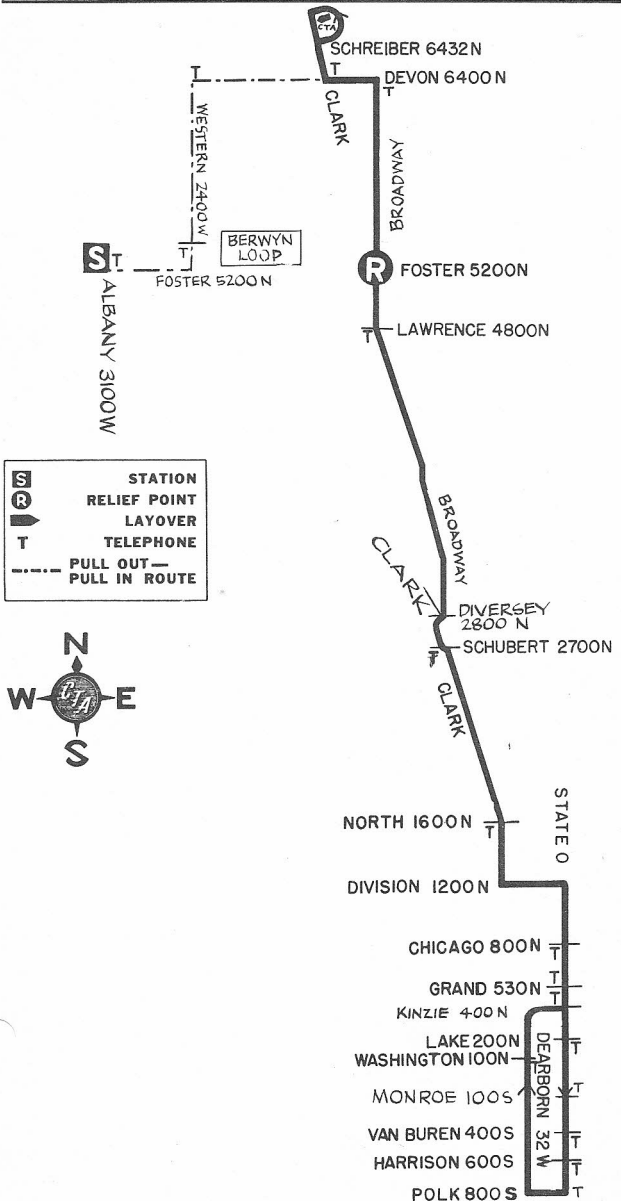 CTA
SCHREIBER 6432N
T
T
DEVON 6400N
T
CLARK
WESTERN 2400W
BROADWAY
T
BERWYN
LOOP
S
T
FOSTER 5200N
R
FOSTER 5200N
ALBANY 3100W
T
LAWRENCE 4800N
S STATION
R RELIEF POINT
LAYOVER
T TELEPHONE
PULL OUT—
PULL IN ROUTE
BROADWAY
CLARK
DIVERSEY
2800 N
T
SCHUBERT 2700N
N
W
CTA
E
S
CLARK
STATE 0
NORTH 1600N
T
DIVISION 1200N
CHICAGO 800N
T
T
GRAND 530N
T
KINZIE 400N
LAKE 200N
T
WASHINGTON 100N
T
DEARBORN 32W
MONROE 100S
T
VAN BUREN 400S
T
HARRISON 600S
T
POLK 800S
T